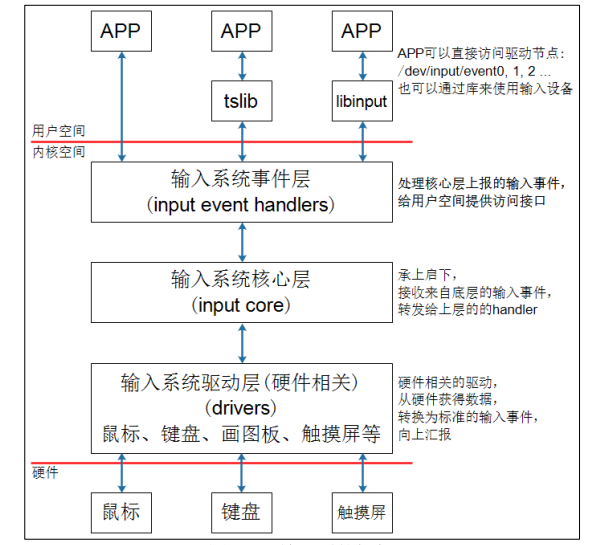 APP
APP
APP
APP可以直接访问驱动节点：
/dev/input/event0, 1, 2 ...
也可以通过库来使用输入设备
tslib
libinput
用户空间
内核空间
输入系统事件层
(input event handlers)
处理核心层上报的输入事件，
给用户空间提供访问接口
输入系统核心层
(input core)
承上启下，
接收来自底层的输入事件，
转发给上层的的handler
输入系统驱动层(硬件相关)
(drivers)
鼠标、键盘、画图板、触摸屏等
硬件相关的驱动，
从硬件获得数据，
转换为标准的输入事件，
向上汇报
硬件
鼠标
键盘
触摸屏